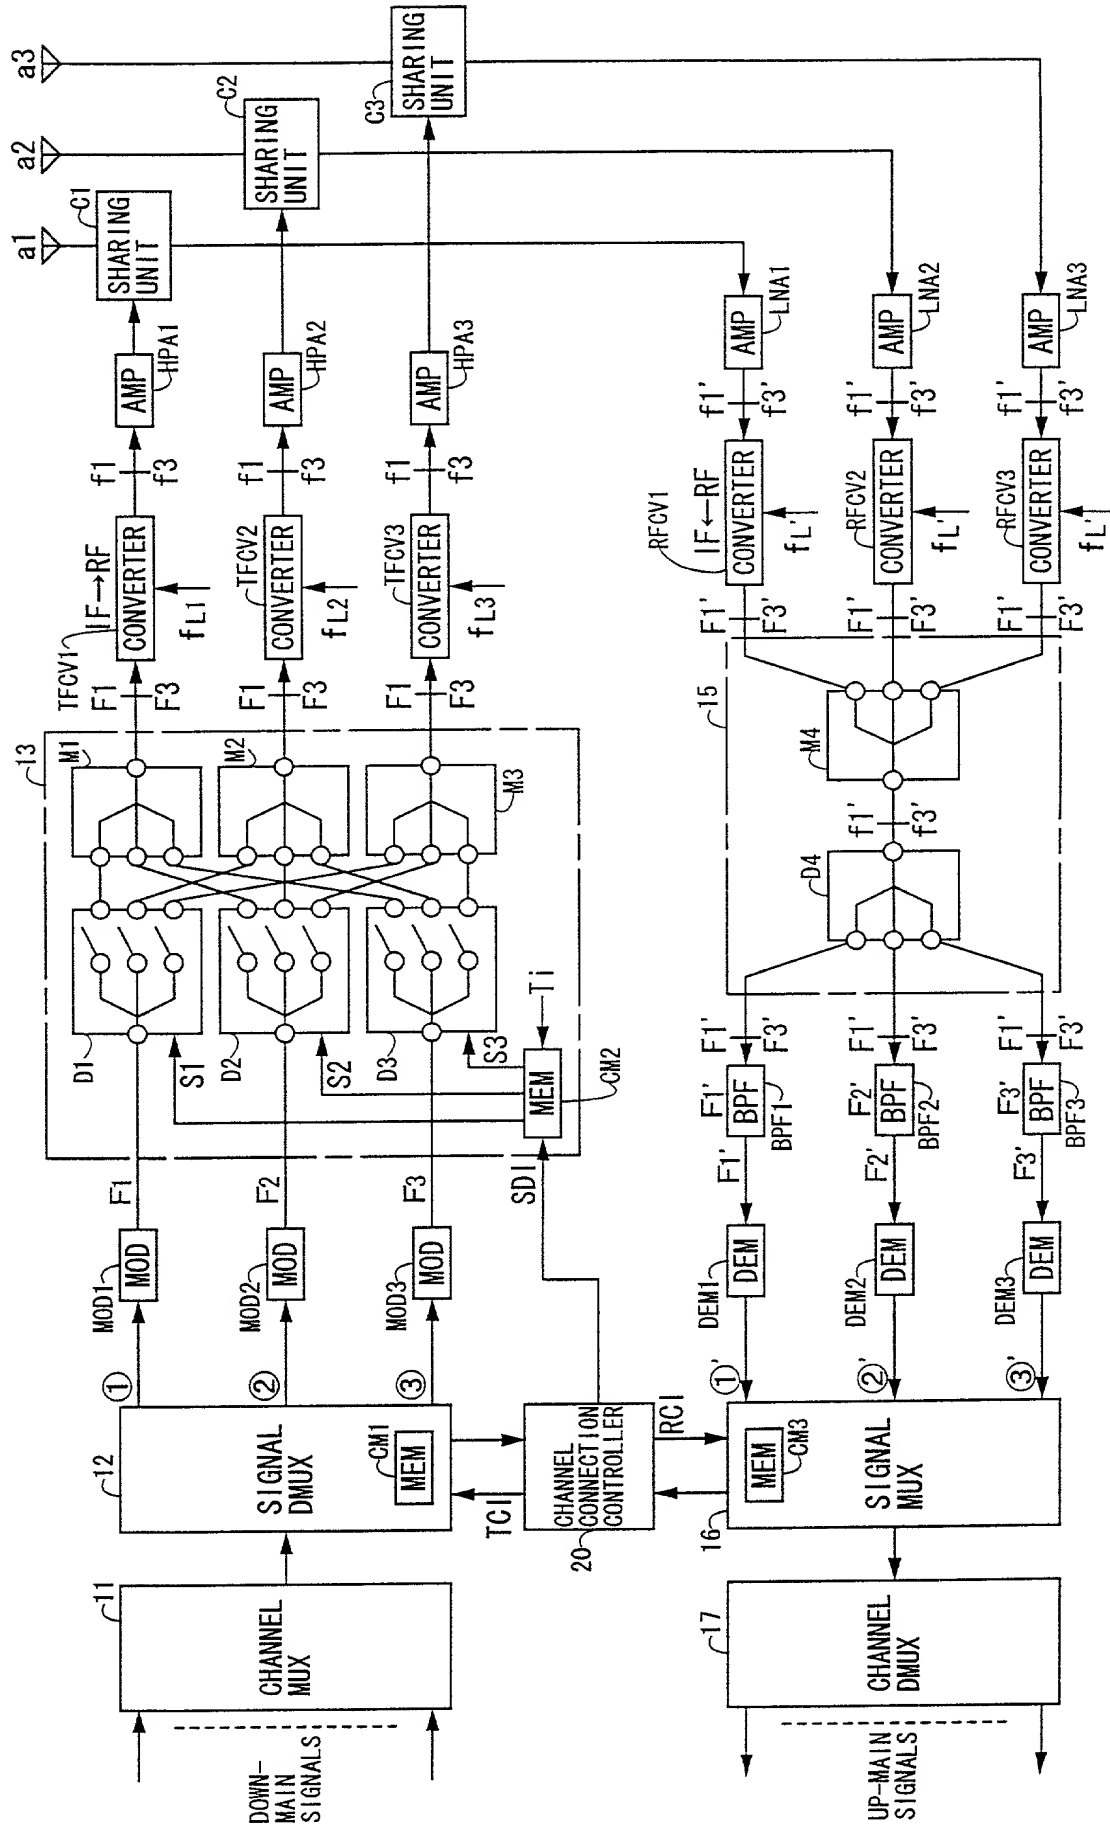 DOWN-
MAIN
SIGNALS
11
CHANNEL
MUX
12
SIGNAL
DMUX
CM1
MEM
①
②
③
MOD1
MOD
MOD2
MOD
MOD3
MOD
F1
F2
F3
13
D1
D2
D3
S1
S2
S3
M1
M2
M3
SDI
MEM
CM2
Ti
F1
F3
F1
F3
F1
F3
TFCV1
IF→RF
CONVERTER
fL1
TFCV2
CONVERTER
fL2
TFCV3
CONVERTER
fL3
f1
f3
f1
f3
f1
f3
AMP
HPA1
AMP
HPA2
AMP
HPA3
C1
SHARING
UNIT
C2
SHARING
UNIT
C3
SHARING
UNIT
a1
a2
a3
TCI
CHANNEL
CONNECTION
CONTROLLER
20
RCI
UP-MAIN
SIGNALS
17
CHANNEL
DMUX
16
SIGNAL
MUX
MEM
CM3
①'
②'
③'
DEM1
DEM
DEM2
DEM
DEM3
DEM
F1'
F2'
F3'
F1'
BPF
BPF1
F2'
BPF
BPF2
F3'
BPF
BPF3
F1'
F3'
F1'
F3'
F1'
F3'
15
D4
f1'
f3'
M4
F1'
F3'
F1'
F3'
F1'
F3'
RFCV1
IF←RF
CONVERTER
fL'
RFCV2
CONVERTER
fL'
RFCV3
CONVERTER
fL'
f1'
f3'
f1'
f3'
f1'
f3'
AMP
LNA1
AMP
LNA2
AMP
LNA3